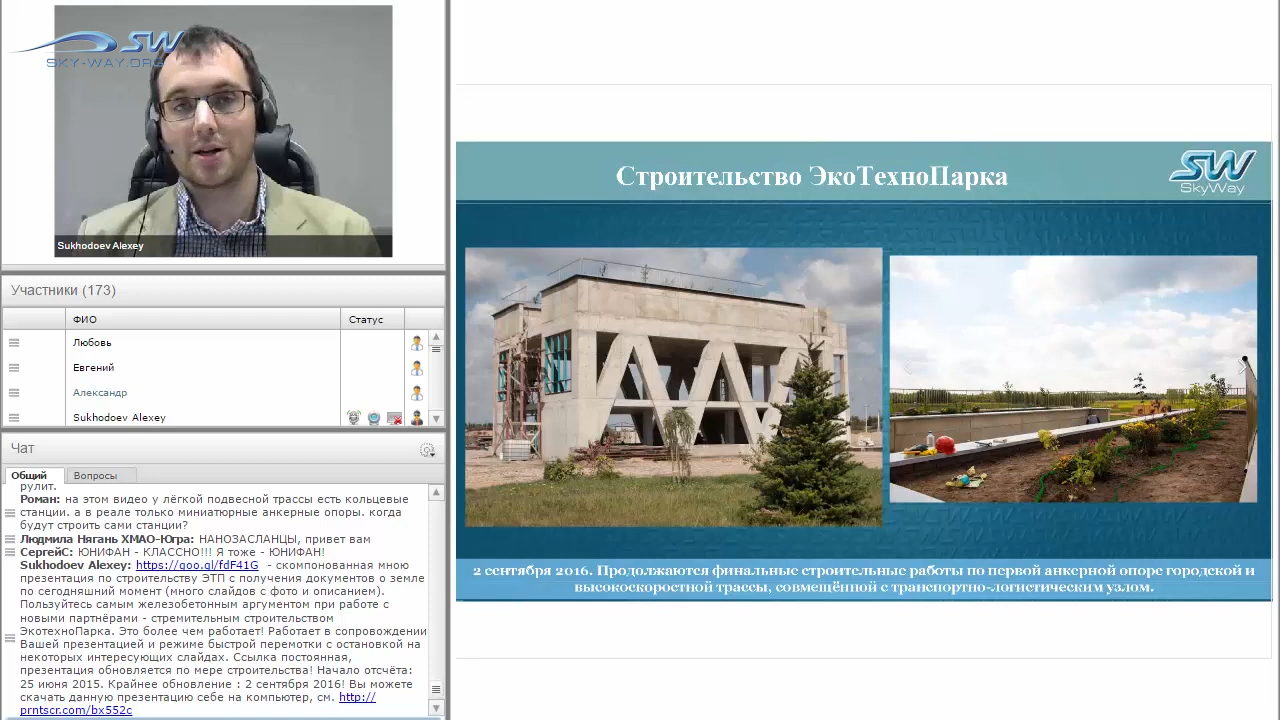 SW
SKY-WAY.ORG
Sukhodoev Alexey
Участники (173)
ФИО Статус
Любовь
Евгений
Александр
Sukhodoev Alexey
Чат
Общий Вопросы
рулит.
Роман: на этом видео у лёгкой подвесной трассы есть кольцевые
станции. а в реале только миниатюрные анкерные опоры. когда
будут строить сами станции?
Людмила Нягань ХМАО-Югра: НАНОЗАСЛАНЦЫ, привет вам
СергейС: ЮНИФАН - КЛАССНО!!! Я тоже - ЮНИФАН!
Sukhodoev Alexey: https://goo.gl/fdF41G - скомпонованная мною
презентация по строительству ЭТП с получения документов о земле
по сегодняшний момент (много слайдов с фото и описанием).
Пользуйтесь самым железобетонным аргументом при работе с
новыми партнёрами - стремительным строительством
ЭкотехноПарка. Это более чем работает! Работает в сопровождении
Вашей презентацией и режиме быстрой перемотки с остановкой на
некоторых интересующих слайдах. Ссылка постоянная,
презентация обновляется по мере строительства! Начало отсчёта:
25 июня 2015. Крайнее обновление : 2 сентября 2016! Вы можете
скачать данную презентацию себе на компьютер, см. http://
prntscr.com/bx552c
Строительство ЭкоТехноПарка
SW
SkyWay
2 сентября 2016. Продолжаются финальные строительные работы по первой анкерной опоре городской и
высокоскоростной трассы, совмещённой с транспортно-логистическим узлом.